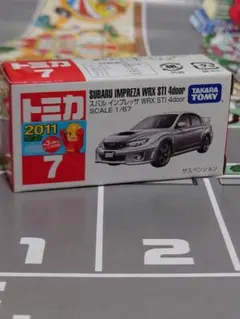 トミカ
7
SUBARU IMPREZA WRX STI 4door
スバル インプレッサ WRX STI 4door
SCALE 1/67
TAKARA
TOMY
2011
7
サスペンション
1
2